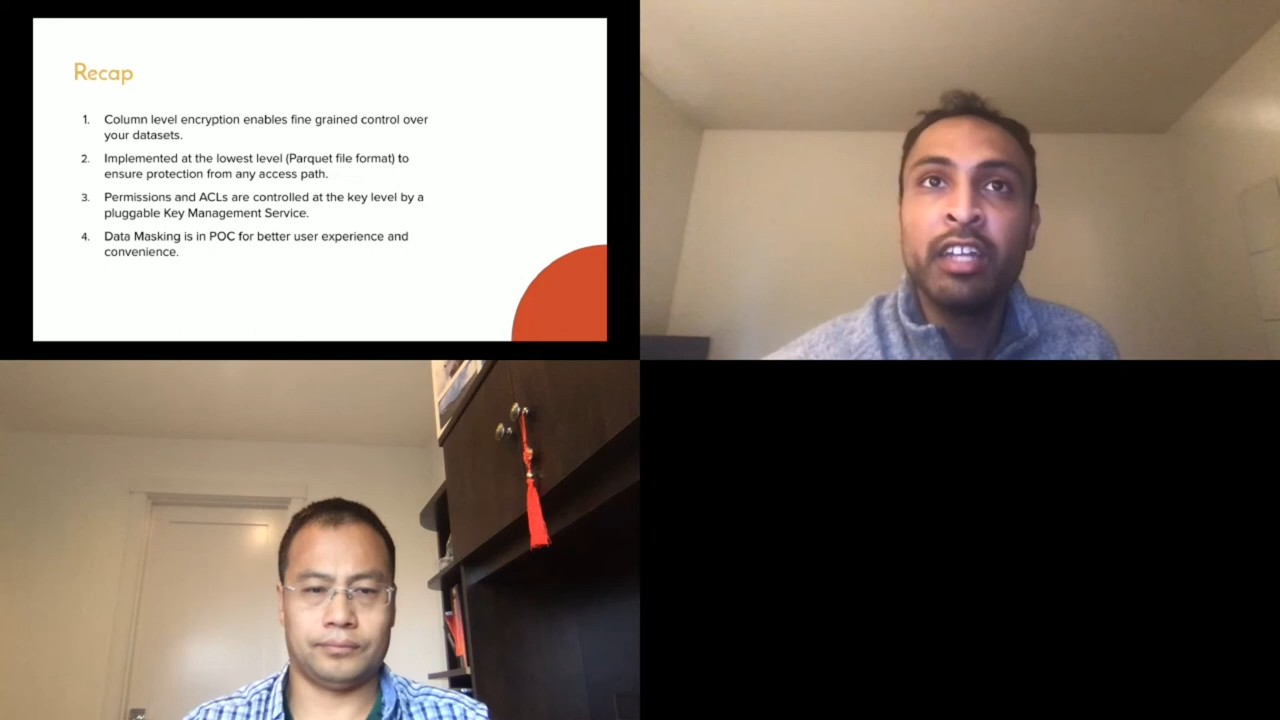 Recap
1. Column level encryption enables fine grained control over
your datasets.
2. Implemented at the lowest level (Parquet file format) to
ensure protection from any access path.
3. Permissions and ACLs are controlled at the key level by a
pluggable Key Management Service.
4. Data Masking is in POC for better user experience and
convenience.